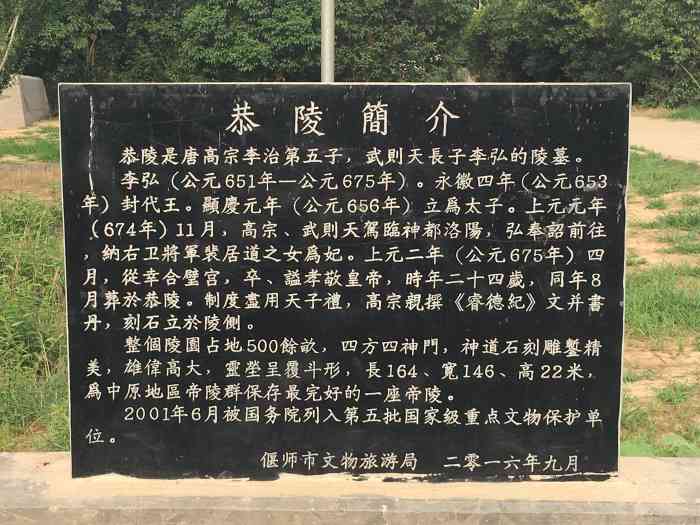 恭陵簡介
恭陵是唐高宗李治第五子，武則天長子李弘的陵墓。
李弘（公元651年—公元675年）。永徽四年（公元653
年）封代王。顯慶元年（公元656年）立爲太子。上元元年
（674年）11月，高宗、武則天駕臨神都洛陽，弘奉詔前往
，納右卫將軍裴居道之女爲妃。上元二年（公元675年）四
月，從幸合璧宫，卒、謚孝敬皇帝，時年二十四歲，同年8
月葬於恭陵。制度盡用天子禮，高宗親撰《睿德紀》文并書
丹，刻石立於陵側。
整個陵園占地500餘畝，四方四神門，神道石刻雕鏨精
美，雄偉高大，靈塋呈覆斗形，長164、寬146、高22米，
爲中原地區帝陵群保存最完好的一座帝陵。
2001年6月被国务院列入第五批国家级重点文物保护单
位。
偃师市文物旅游局 二零一六年九月